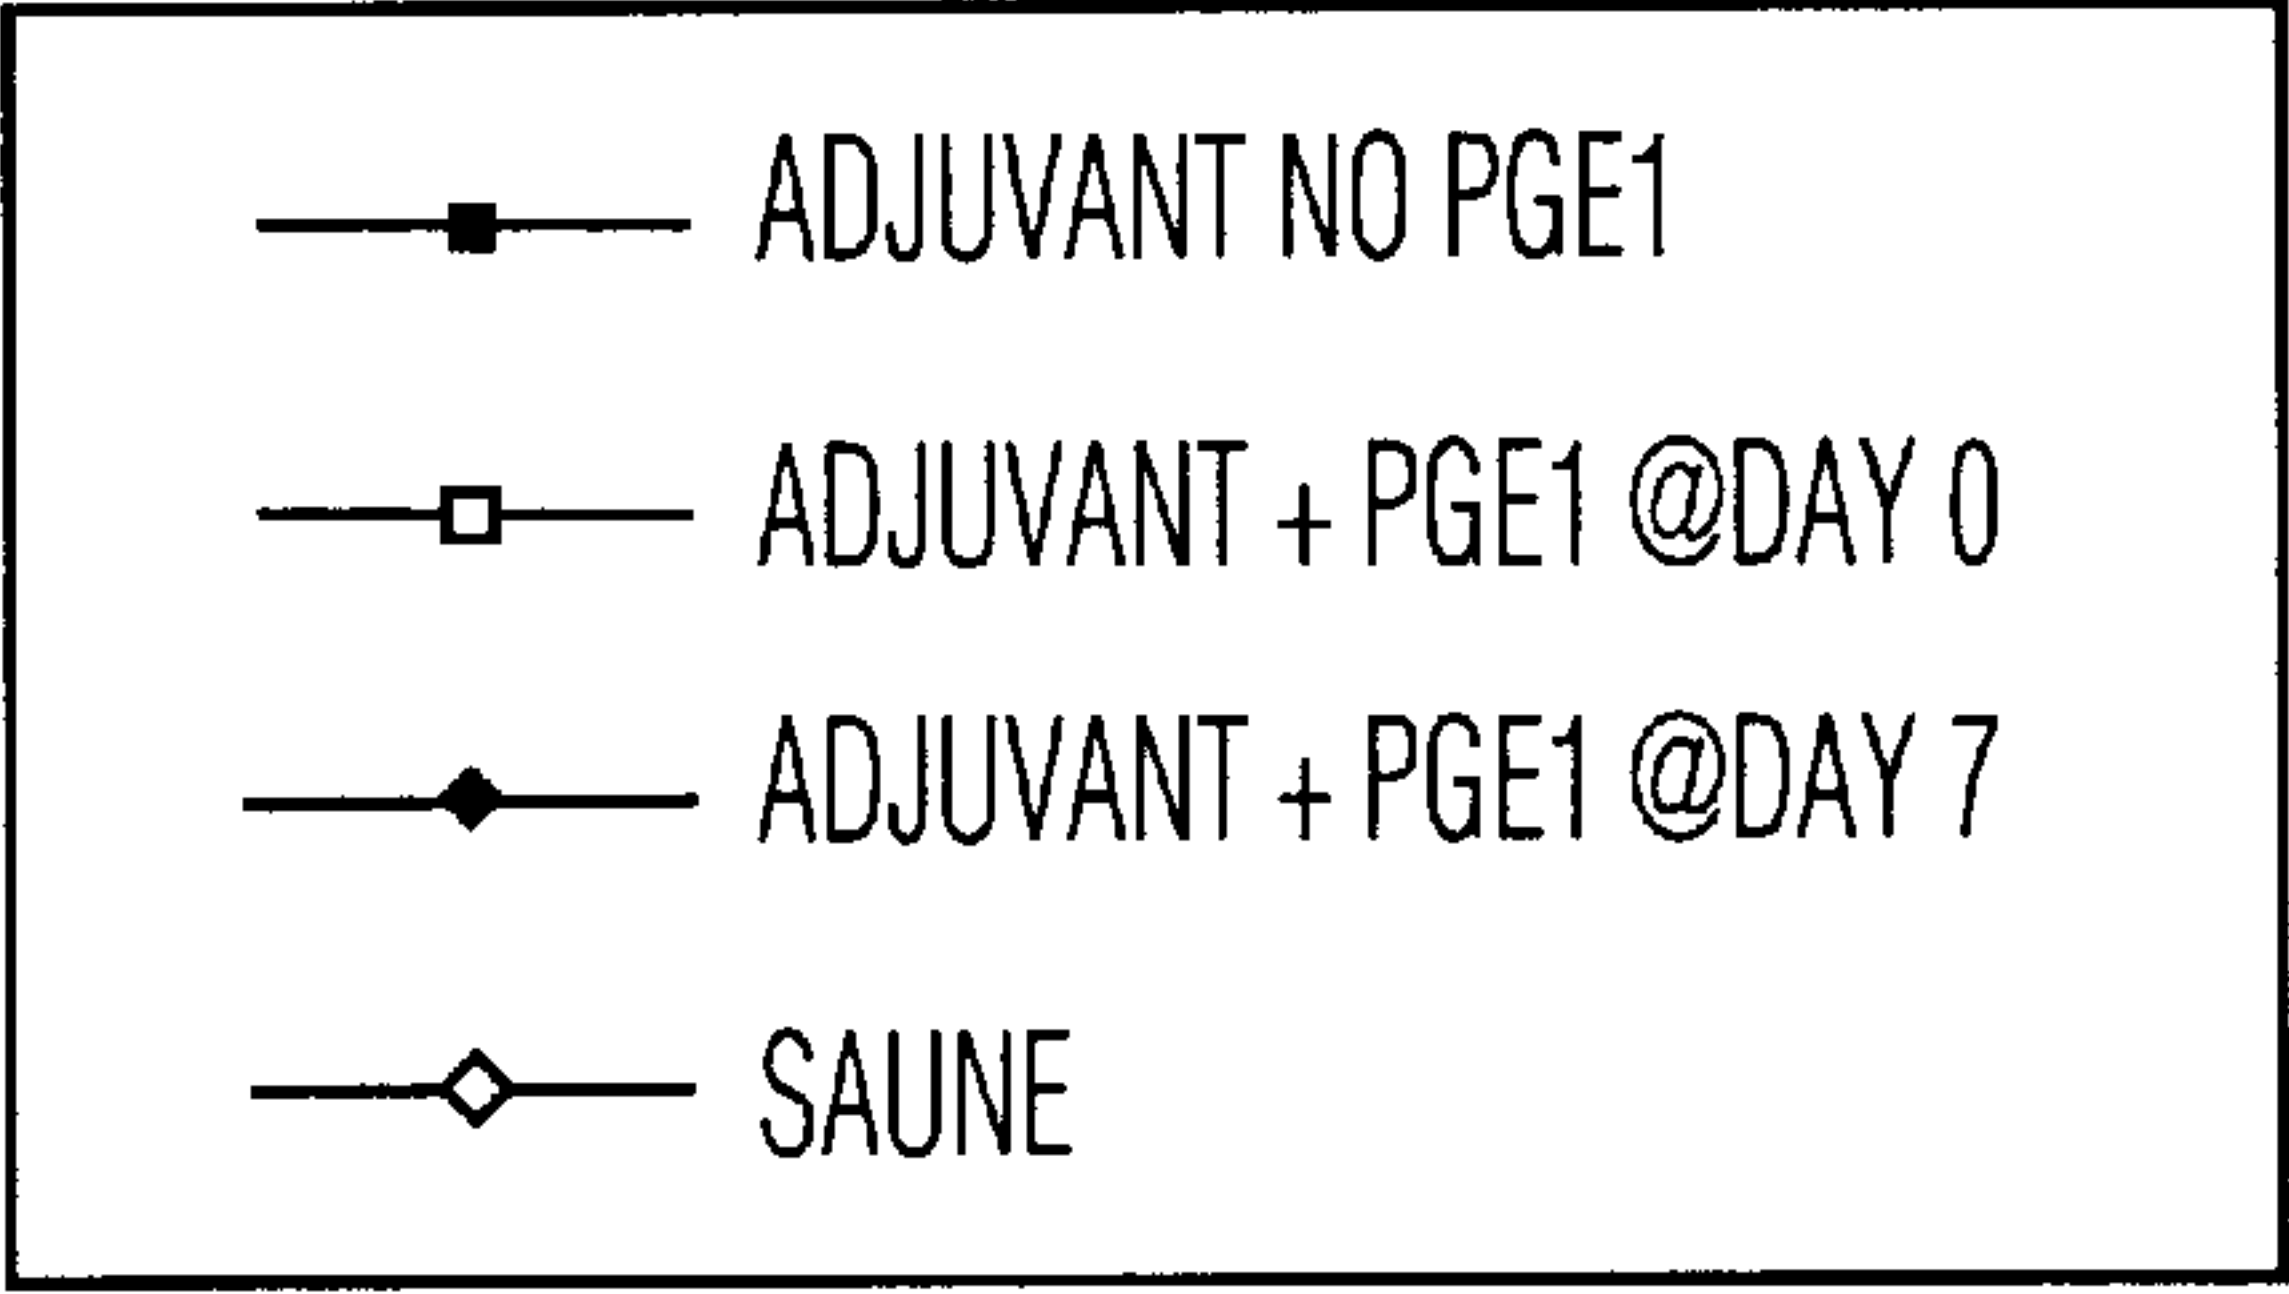 ADJUVANT NO PGE1
ADJUVANT + PGE1 @DAY 0
ADJUVANT + PGE1 @DAY 7
SAUNE